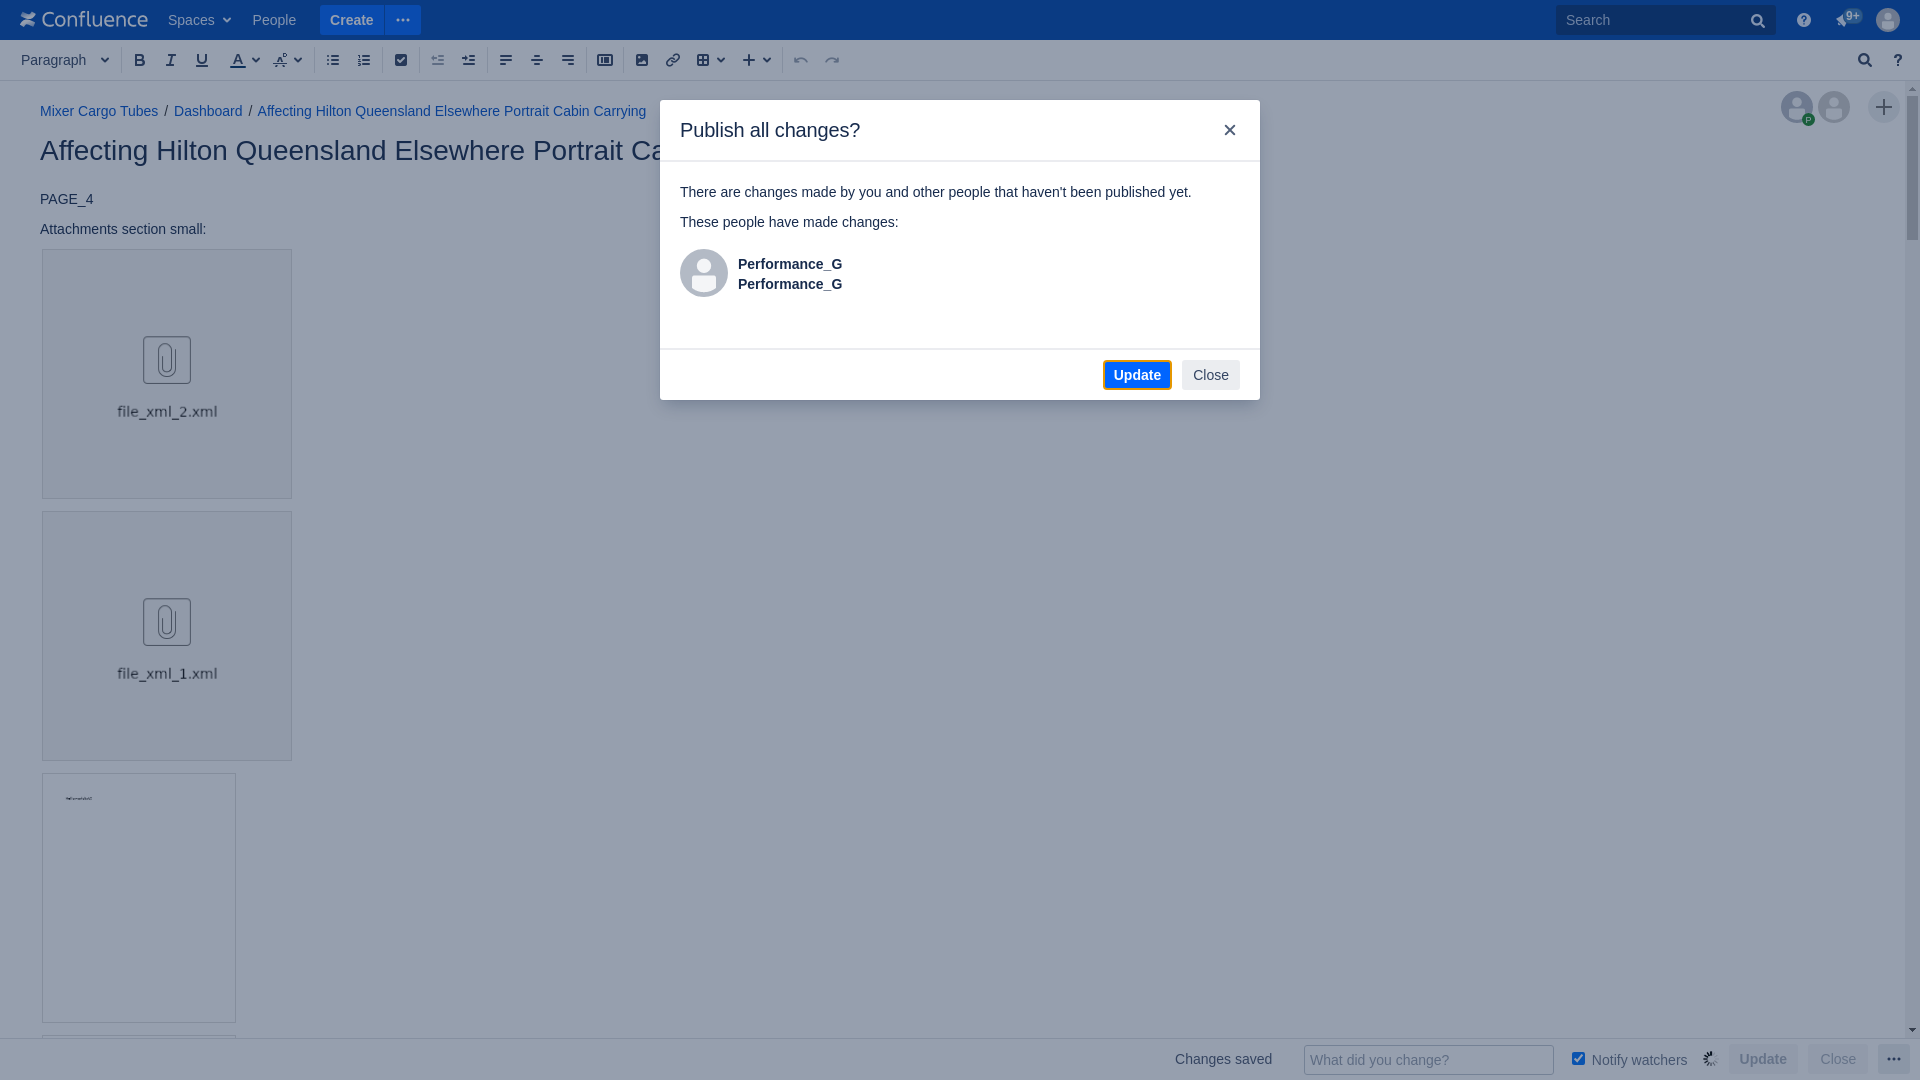 Confluence Spaces People Create Search 9+
Paragraph
Mixer Cargo Tubes / Dashboard / Affecting Hilton Queensland Elsewhere Portrait Cabin Carrying
P
Affecting Hilton Queensland Elsewhere Portrait
PAGE_4
Attachments section small:
file_xml_2.xml
file_xml_1.xml
Publish all changes?
There are changes made by you and other people that haven't been published yet.
These people have made changes:
Performance_G
Performance_G
Update Close
Changes saved What did you change? Notify watchers Update Close